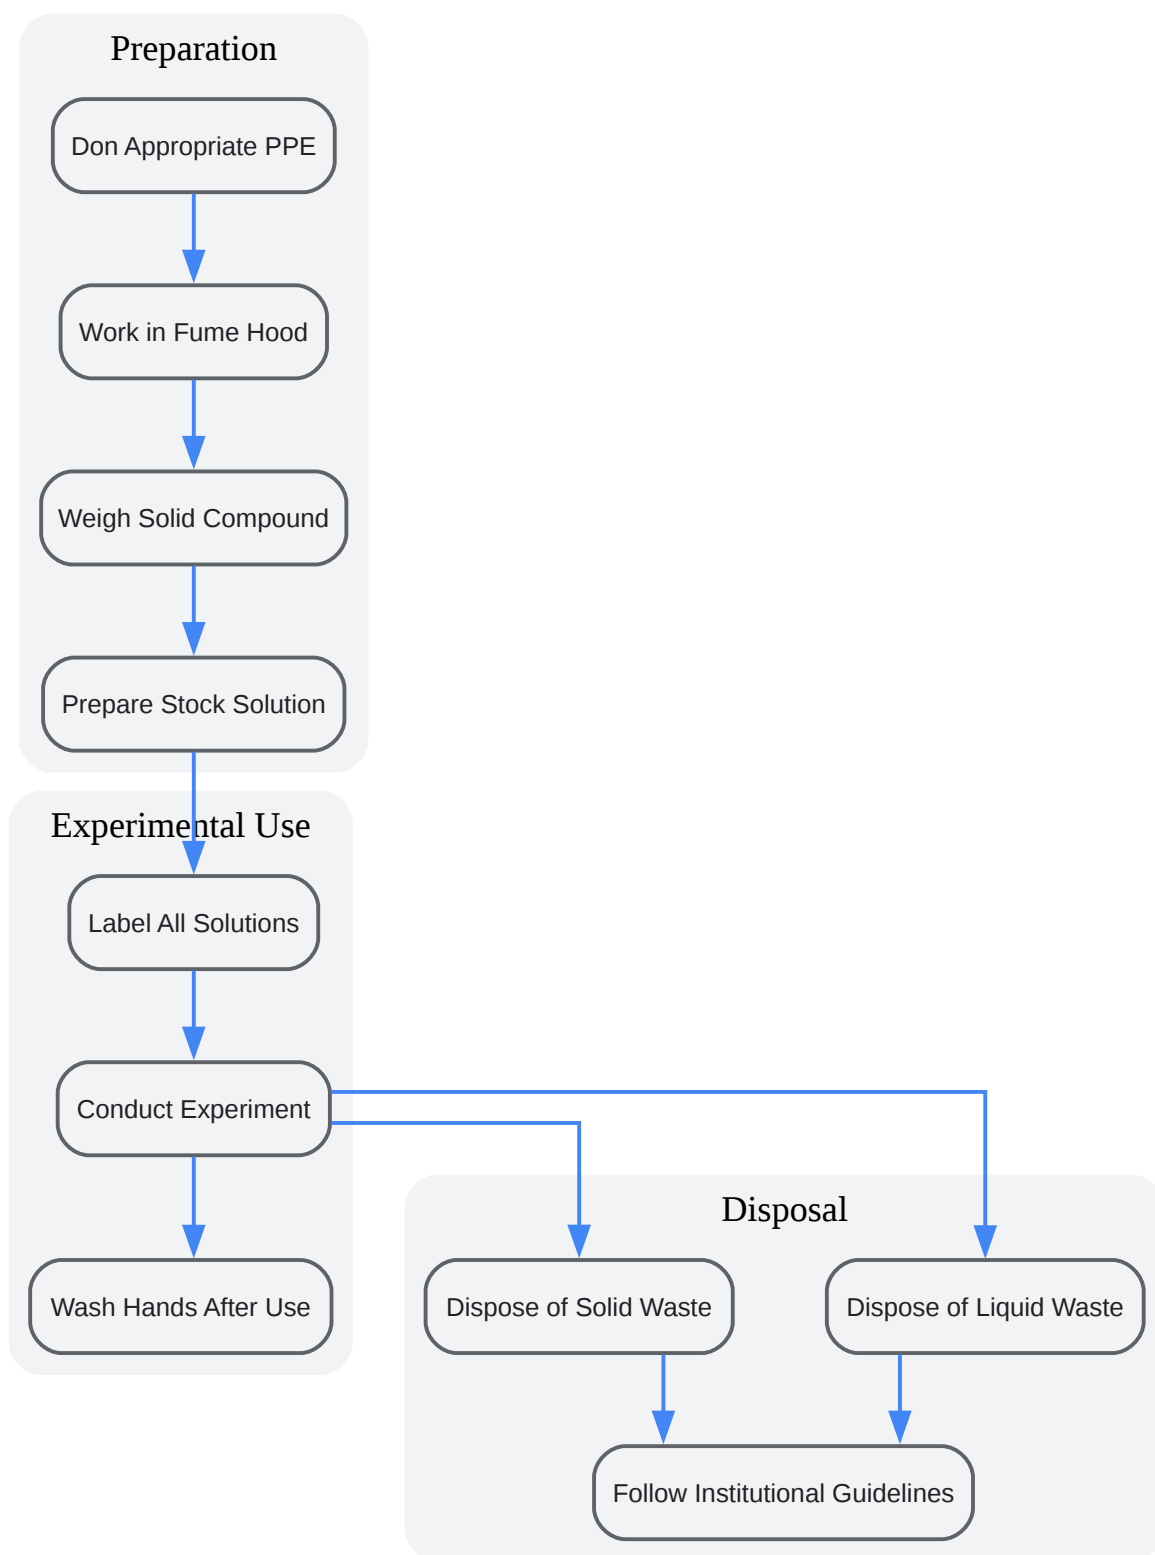 Preparation
Don Appropriate PPE
Work in Fume Hood
Weigh Solid Compound
Prepare Stock Solution
Experimental Use
Label All Solutions
Conduct Experiment
Wash Hands After Use
Disposal
Dispose of Solid Waste
Dispose of Liquid Waste
Follow Institutional Guidelines